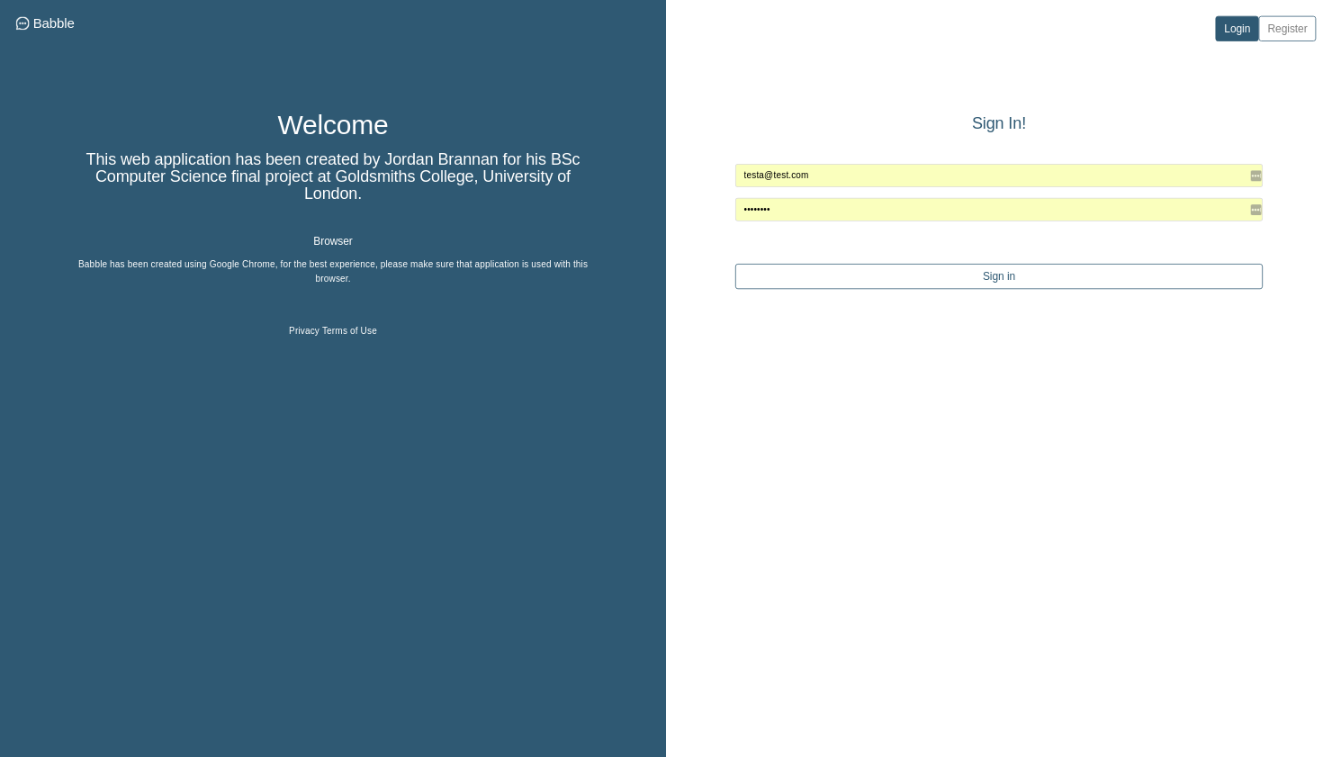 Babble
Login Register
Welcome
This web application has been created by Jordan Brannan for his BSc
Computer Science final project at Goldsmiths College, University of
London.
Browser
Babble has been created using Google Chrome, for the best experience, please make sure that application is used with this
browser.
Privacy Terms of Use
Sign In!
testa@test.com
••••••••
Sign in